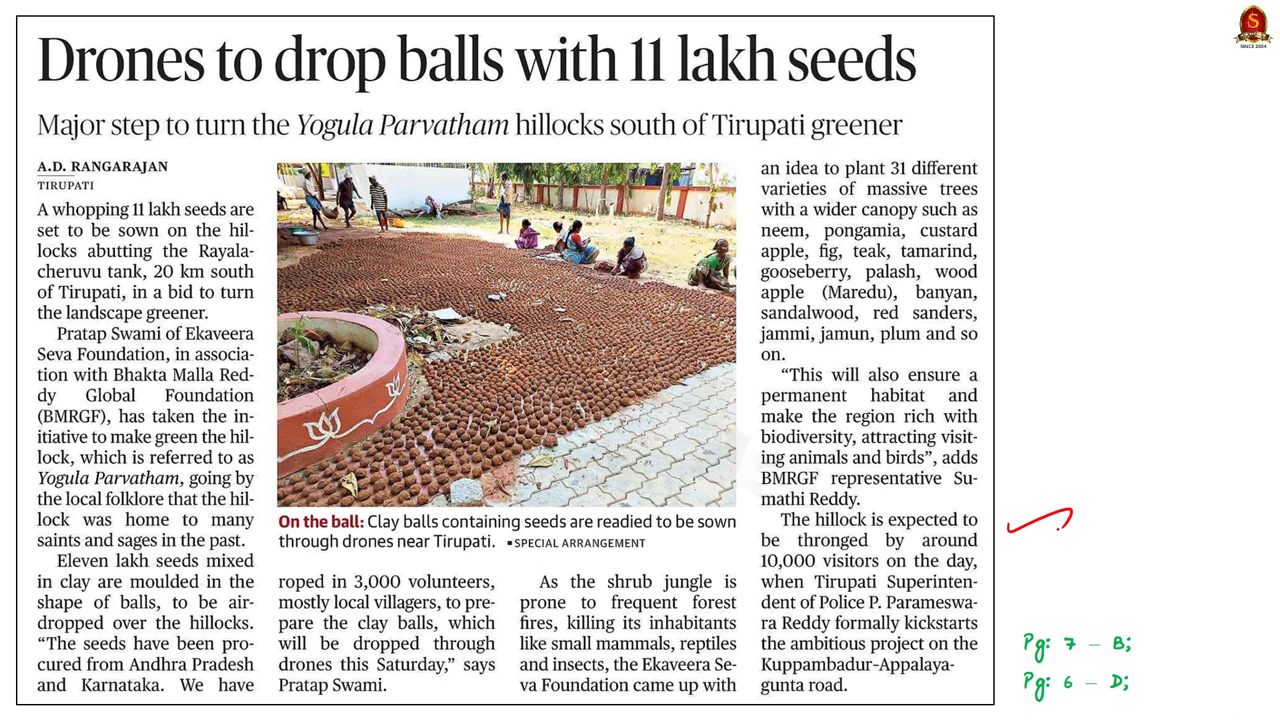 Drones to drop balls with 11 lakh seeds
Major step to turn the Yogula Parvatham hillocks south of Tirupati greener
A.D. RANGARAJAN
TIRUPATI
A whopping 11 lakh seeds are
set to be sown on the hil-
locks abutting the Rayala-
cheruvu tank, 20 km south
of Tirupati, in a bid to turn
the landscape greener.
Pratap Swami of Ekaveera
Seva Foundation, in associa-
tion with Bhakta Malla Red-
dy Global Foundation
(BMRGF), has taken the in-
itiative to make green the hil-
lock, which is referred to as
Yogula Parvatham, going by
the local folklore that the hil-
lock was home to many
saints and sages in the past.
Eleven lakh seeds mixed
in clay are moulded in the
shape of balls, to be air-
dropped over the hillocks.
“The seeds have been pro-
cured from Andhra Pradesh
and Karnataka. We have
On the ball: Clay balls containing seeds are readied to be sown
through drones near Tirupati. ▪SPECIAL ARRANGEMENT
roped in 3,000 volunteers,
mostly local villagers, to pre-
pare the clay balls, which
will be dropped through
drones this Saturday,” says
Pratap Swami.
As the shrub jungle is
prone to frequent forest
fires, killing its inhabitants
like small mammals, reptiles
and insects, the Ekaveera Se-
va Foundation came up with
an idea to plant 31 different
varieties of massive trees
with a wider canopy such as
neem, pongamia, custard
apple, fig, teak, tamarind,
gooseberry, palash, wood
apple (Maredu), banyan,
sandalwood, red sanders,
jammi, jamun, plum and so
on.
“This will also ensure a
permanent habitat and
make the region rich with
biodiversity, attracting visit-
ing animals and birds”, adds
BMRGF representative Su-
mathi Reddy.
The hillock is expected to
be thronged by around
10,000 visitors on the day,
when Tirupati Superinten-
dent of Police P. Parameswa-
ra Reddy formally kickstarts
the ambitious project on the
Kuppambadur-Appalaya-
gunta road.
S
SINCE 2004
Pg: 7 – B;
Pg: 6 – D;